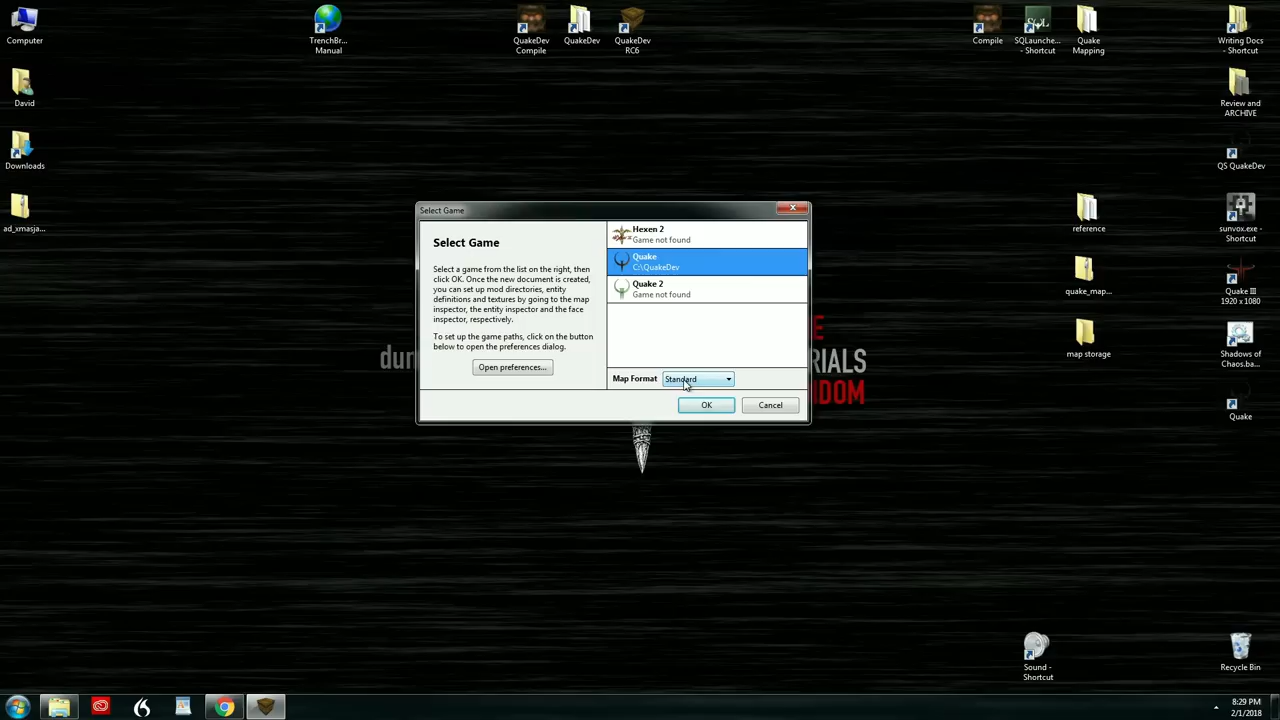 Computer
TrenchBr...
Manual
QuakeDev
Compile
QuakeDev
QuakeDev
RC6
Compile
SQLaunche...
- Shortcut
Quake
Mapping
Writing Docs
- Shortcut
David
Review and
ARCHIVE
Downloads
QS QuakeDev
ad_xmasja...
reference
sunvox.exe -
Shortcut
quake_map...
Quake III
1920 x 1080
map storage
Shadows of
Chaos.ba...
Quake
Select Game
Select Game
Select a game from the list on the right, then
click OK. Once the new document is created,
you can set up mod directories, entity
definitions and textures by going to the map
inspector, the entity inspector and the face
inspector, respectively.
To set up the game paths, click on the button
below to open the preferences dialog.
Open preferences...
Hexen 2
Game not found
Quake
C:\QuakeDev
Quake 2
Game not found
Map Format
Standard
OK
Cancel
dum
E
RIALS
DOM
Sound -
Shortcut
Recycle Bin
8:29 PM
2/1/2018